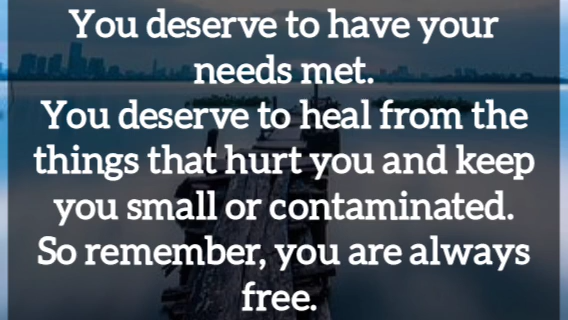 You deserve to have your
needs met.
You deserve to heal from the
things that hurt you and keep
you small or contaminated.
So remember, you are always
free.